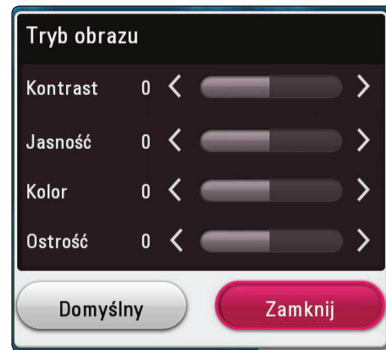 Tryb obrazu
Kontrast 0
Jasność 0
Kolor 0
Ostrość 0
Domyślny Zamknij